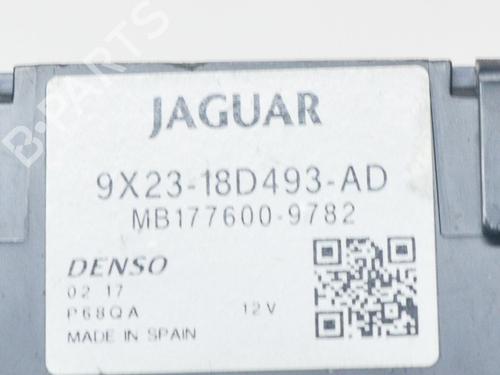 JAGUAR
9X23-18D493-AD
MB177600-9782
DENSO
02 17
P68QA 12V
MADE IN SPAIN
B-PARTS